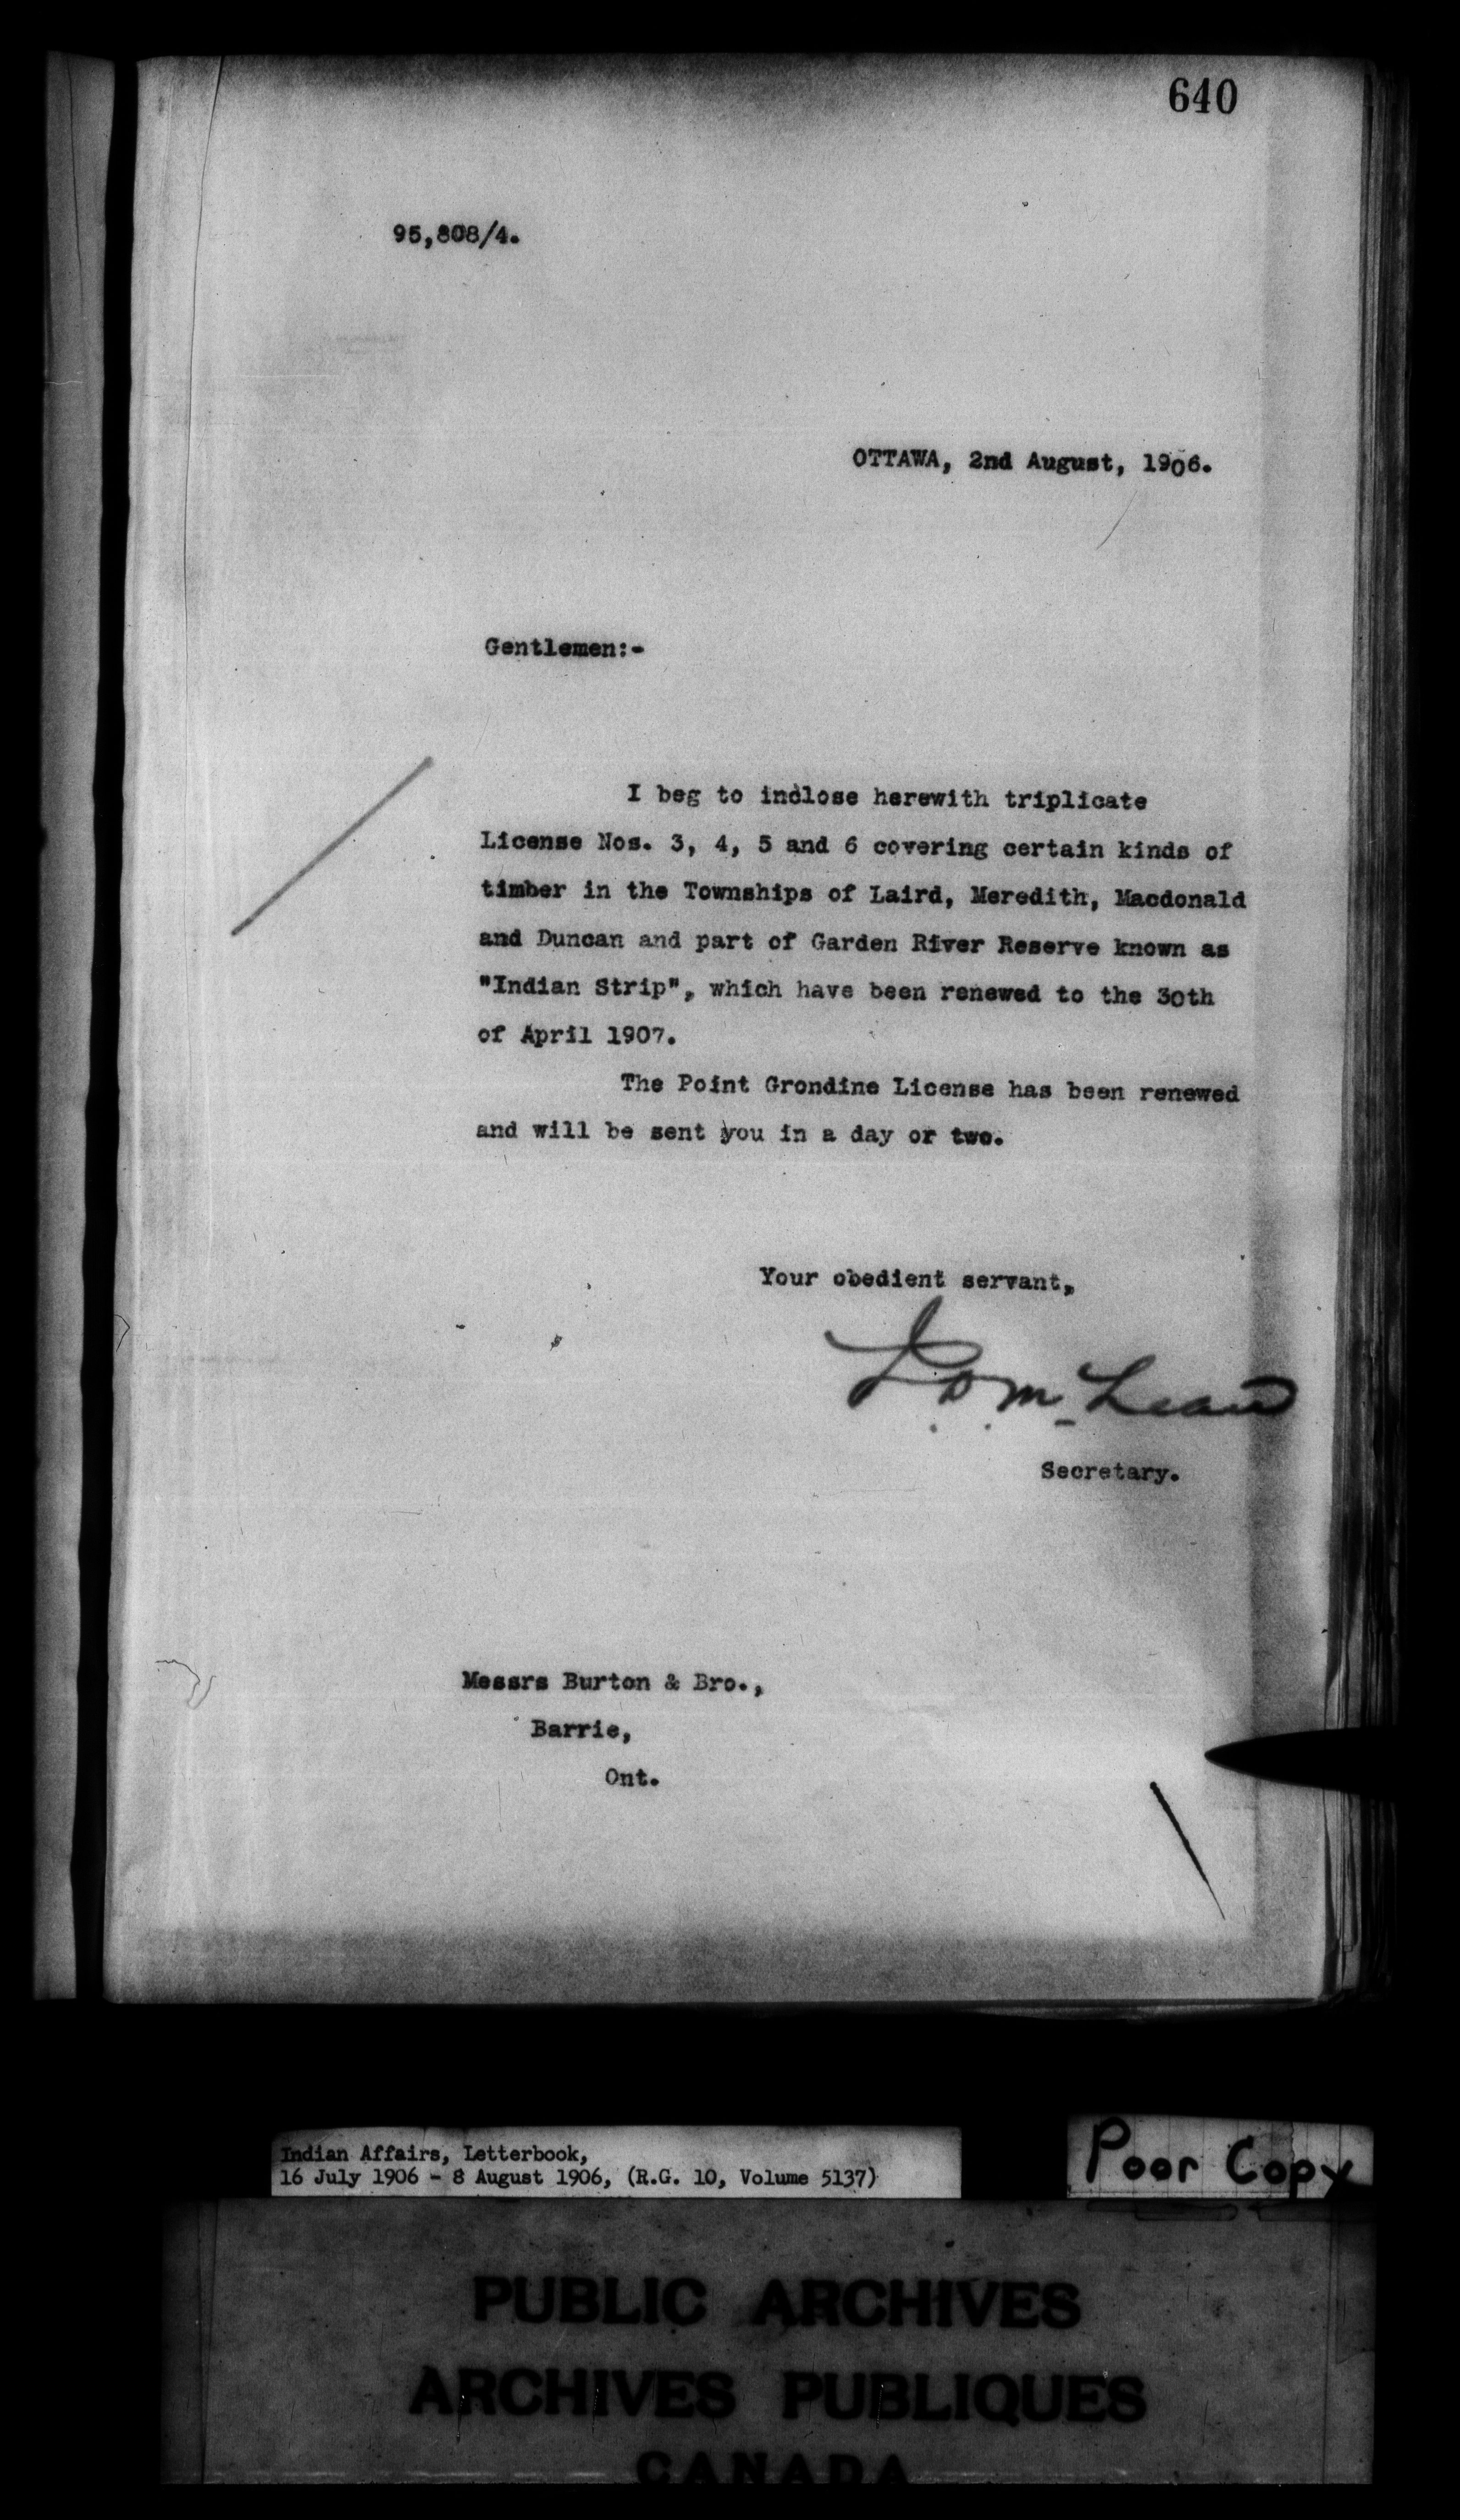 640
95,808/4.
OTTAWA, 2nd August, 1906.
Gentlemen:-
I beg to inclose herewith triplicate
License Nos. 3, 4, 5 and 6 covering certain kinds of
timber in the Townships of Laird, Meredith, Macdonald
and Duncan and part of Garden River Reserve known as
"Indian Strip", which have been renewed to the 30th
of April 1907.
The Point Grondine License has been renewed
and will be sent you in a day or two.
Your obedient servant,
J. D. McLean
Secretary.
Messrs Burton & Bro.,
Barrie,
Ont.
Indian Affairs, Letterbook,
16 July 1906 - 8 August 1906, (R.G. 10, Volume 5137)
Poor Copy
PUBLIC ARCHIVES
ARCHIVES PUBLIQUES
CANADA